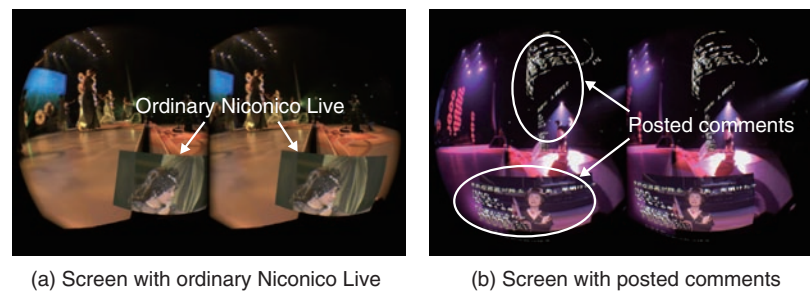 Ordinary Niconico Live
Posted comments
(a) Screen with ordinary Niconico Live
(b) Screen with posted comments